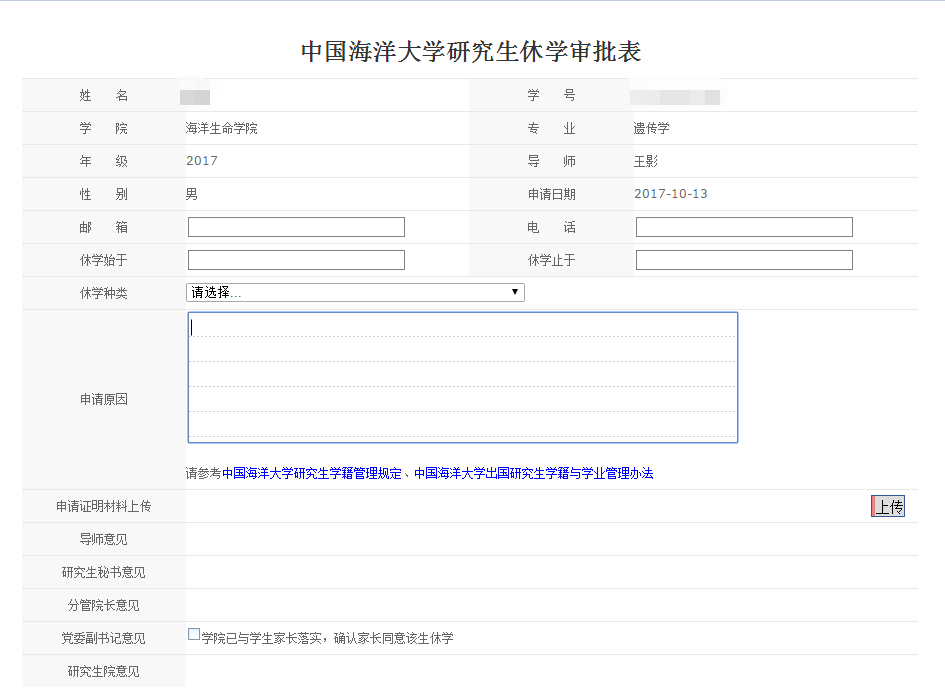 中国海洋大学研究生休学审批表
姓 名 学 号
学 院 海洋生命学院 专 业 遗传学
年 级 2017 导 师 王影
性 别 男 申请日期 2017-10-13
邮 箱 电 话
休学始于 休学止于
休学种类 请选择...
申请原因
请参考中国海洋大学研究生学籍管理规定、中国海洋大学出国研究生学籍与学业管理办法
申请证明材料上传 上传
导师意见
研究生秘书意见
分管院长意见
党委副书记意见 学院已与学生家长落实，确认家长同意该生休学
研究生院意见